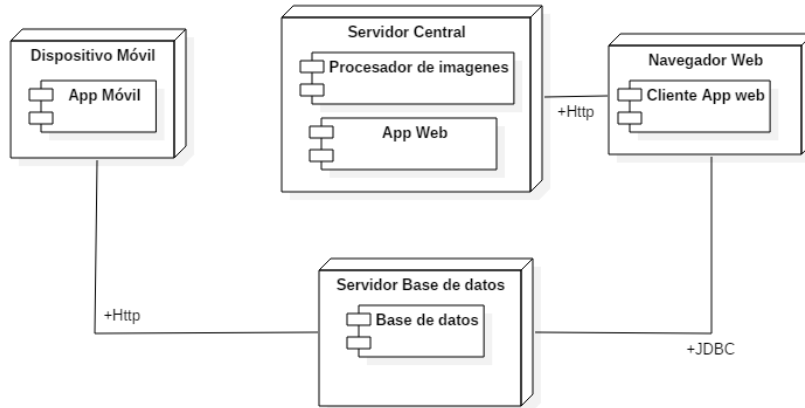 Servidor Central
Dispositivo Móvil
Navegador Web
Procesador de imagenes
App Móvil
Cliente App web
+Http
App Web
Servidor Base de datos
+Http
Base de datos
+JDBC